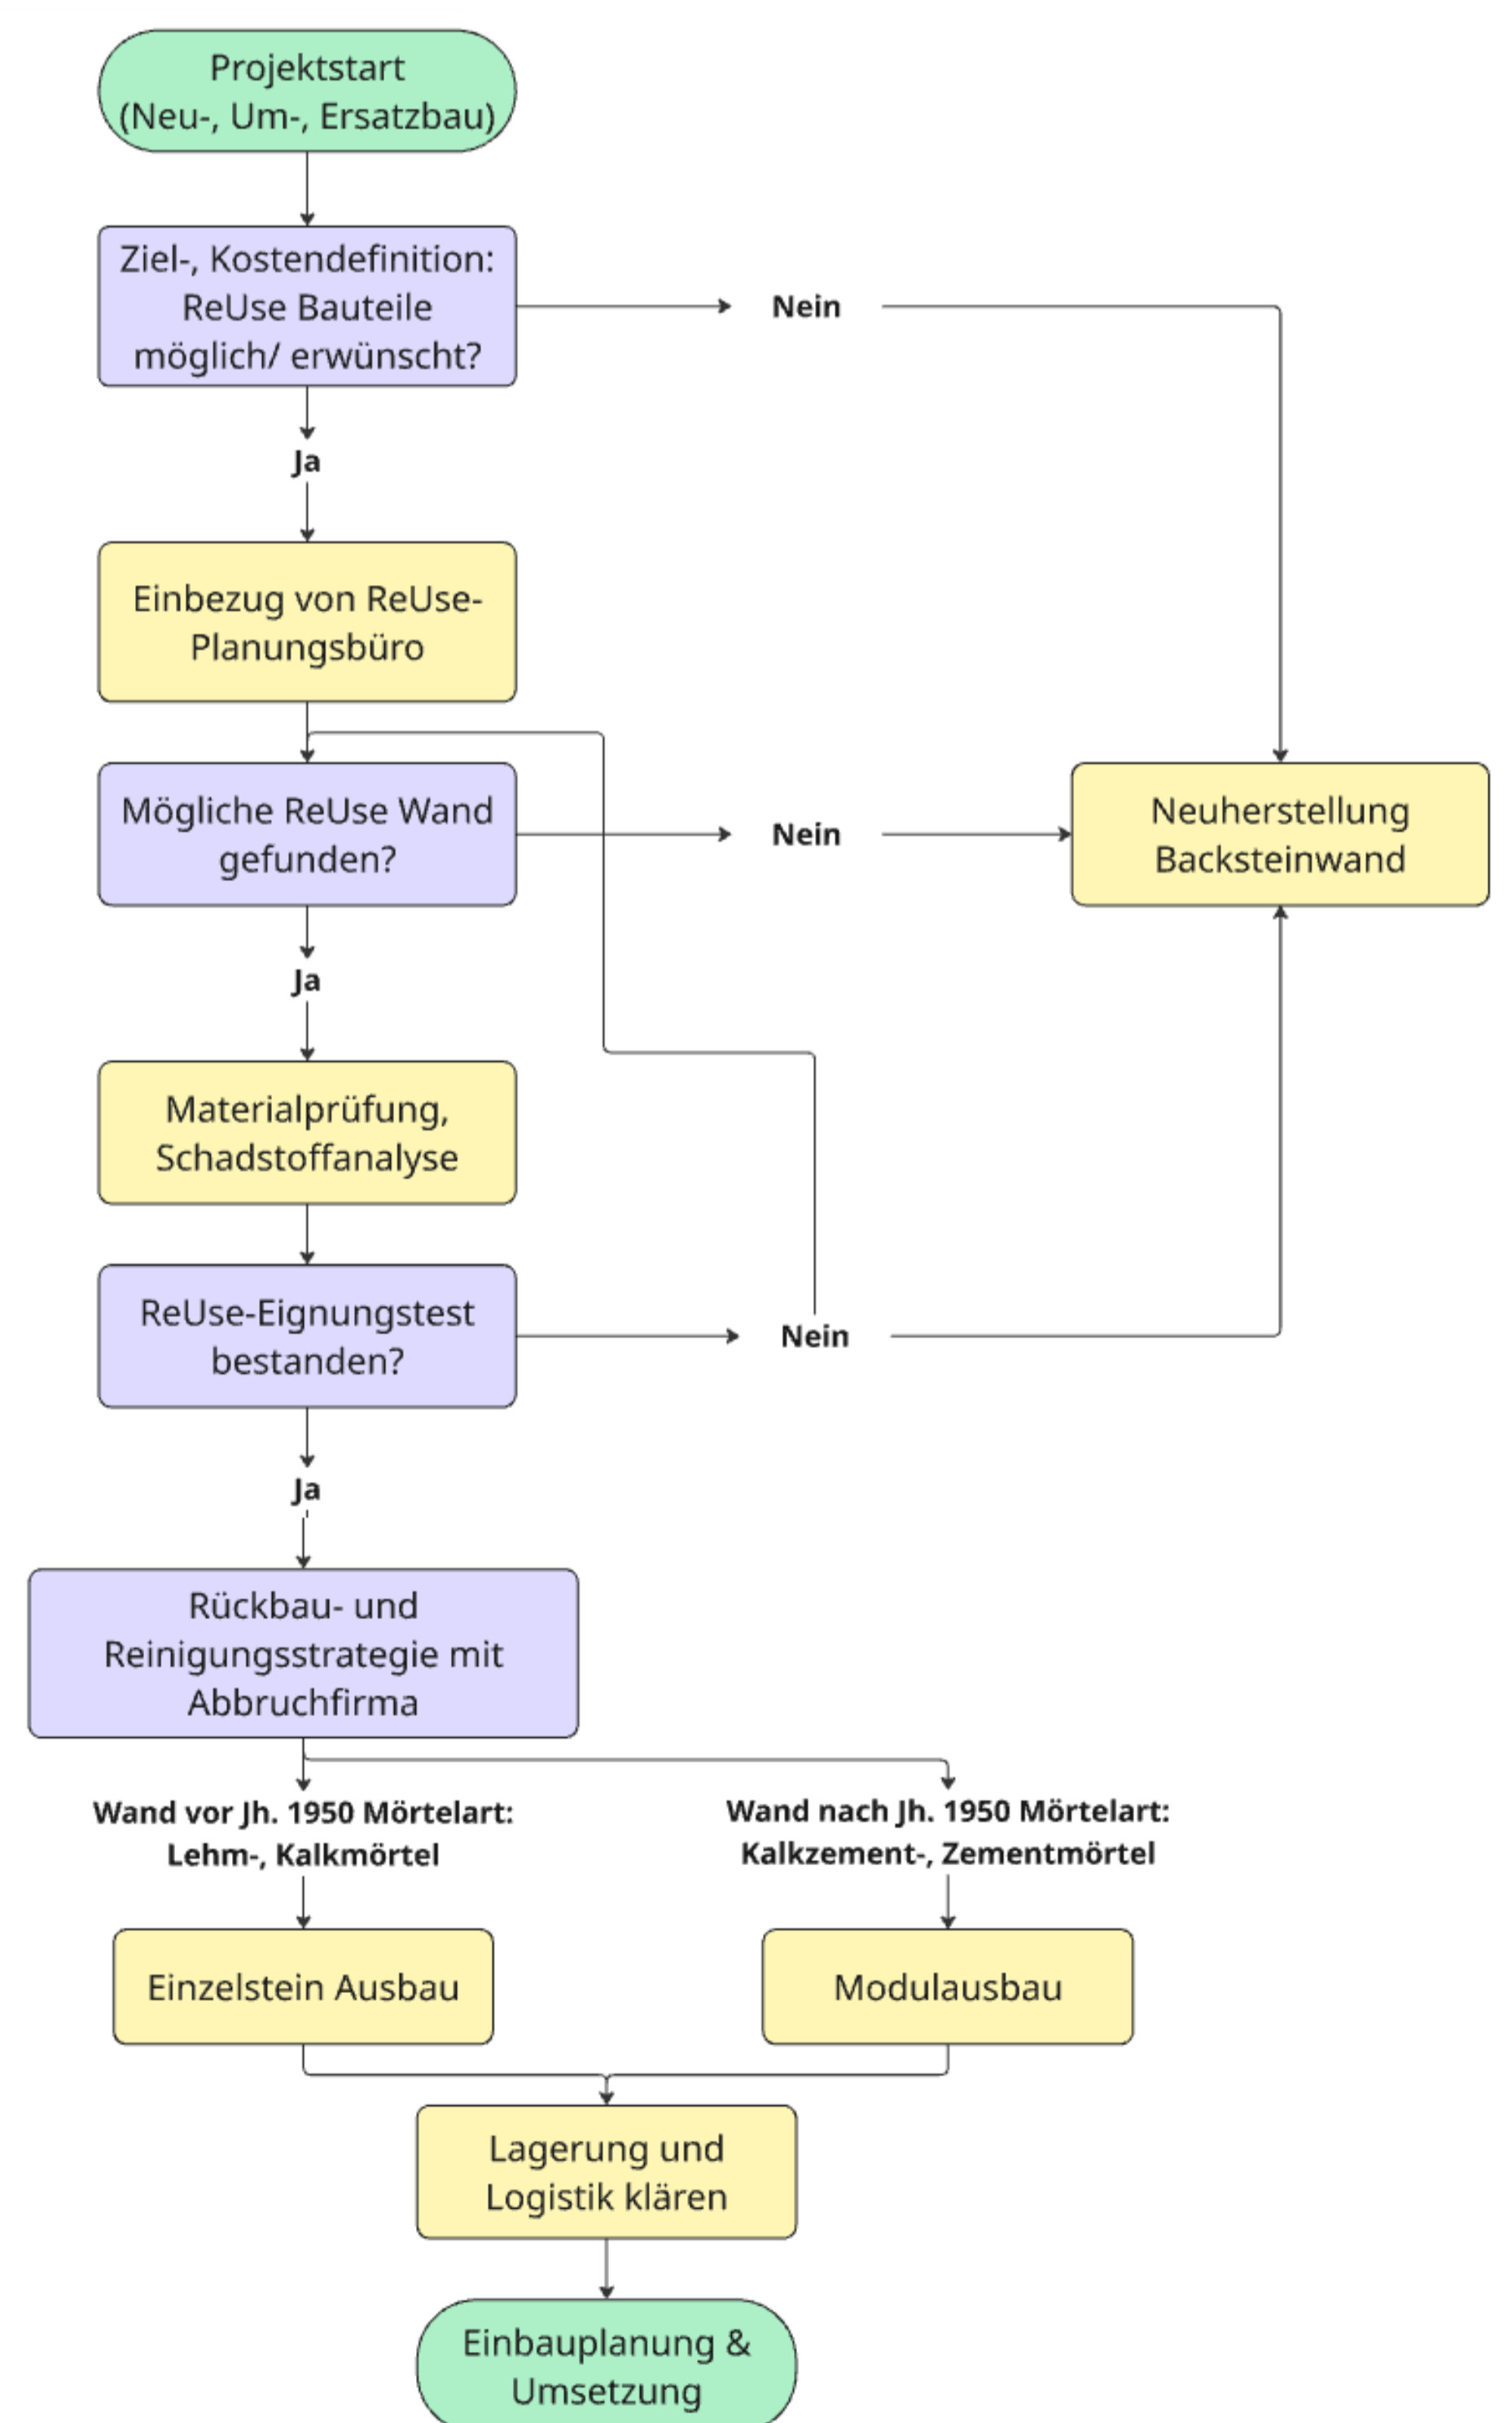 Projektstart
(Neu-, Um-, Ersatzbau)
Ziel-, Kostendefinition:
ReUse Bauteile
möglich/ erwünscht?
Nein
Ja
Einbezug von ReUse-
Planungsbüro
Mögliche ReUse Wand
gefunden?
Nein
Neuherstellung
Backsteinwand
Ja
Materialprüfung,
Schadstoffanalyse
ReUse-Eignungstest
bestanden?
Nein
Ja
Rückbau- und
Reinigungsstrategie mit
Abbruchfirma
Wand vor Jh. 1950 Mörtelart:
Lehm-, Kalkmörtel
Wand nach Jh. 1950 Mörtelart:
Kalkzement-, Zementmörtel
Einzelstein Ausbau
Modulausbau
Lagerung und
Logistik klären
Einbauplanung &
Umsetzung